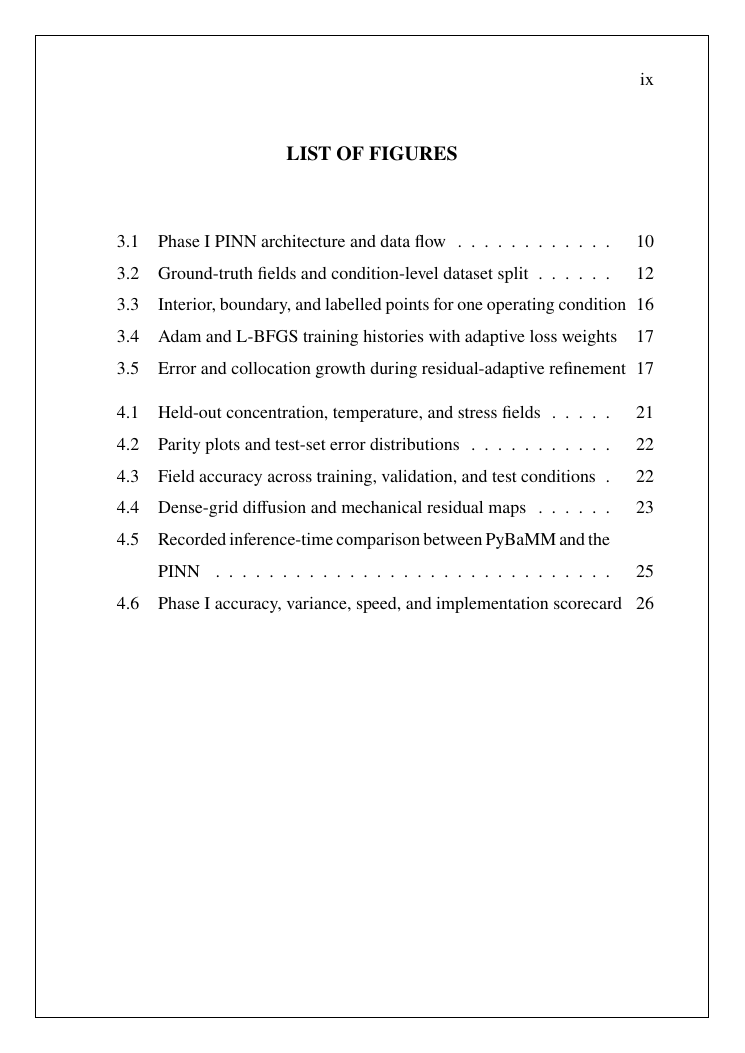 ix
LIST OF FIGURES
3.1 Phase I PINN architecture and data flow . . . . . . . . . . . . 10
3.2 Ground-truth fields and condition-level dataset split . . . . . . 12
3.3 Interior, boundary, and labelled points for one operating condition 16
3.4 Adam and L-BFGS training histories with adaptive loss weights 17
3.5 Error and collocation growth during residual-adaptive refinement 17
4.1 Held-out concentration, temperature, and stress fields . . . . . 21
4.2 Parity plots and test-set error distributions . . . . . . . . . . . 22
4.3 Field accuracy across training, validation, and test conditions . 22
4.4 Dense-grid diffusion and mechanical residual maps . . . . . . 23
4.5 Recorded inference-time comparison between PyBaMM and the
PINN . . . . . . . . . . . . . . . . . . . . . . . . . . . . . . 25
4.6 Phase I accuracy, variance, speed, and implementation scorecard 26